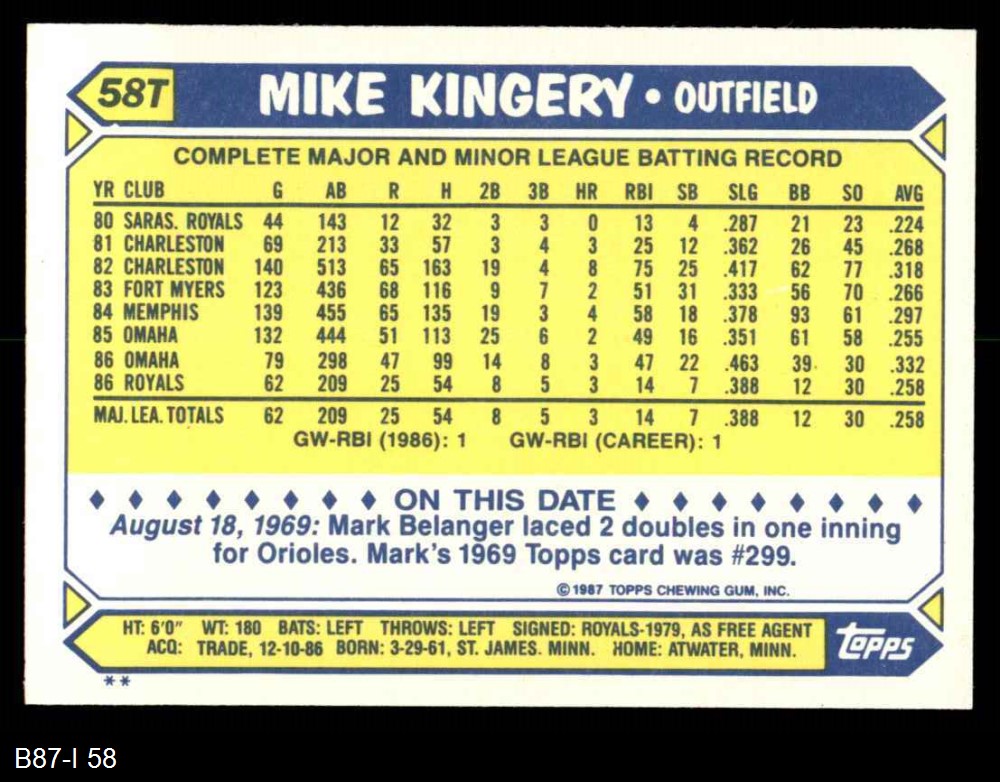 58T MIKE KINGERY • OUTFIELD
COMPLETE MAJOR AND MINOR LEAGUE BATTING RECORD
YR CLUB G AB R H 2B 3B HR RBI SB SLG BB SO AVG
80 SARAS. ROYALS 44 143 12 32 3 3 0 13 4 .287 21 23 .224
81 CHARLESTON 69 213 33 57 3 4 3 25 12 .362 26 45 .268
82 CHARLESTON 140 513 65 163 19 4 8 75 25 .417 62 77 .318
83 FORT MYERS 123 436 68 116 9 7 2 51 31 .333 56 70 .266
84 MEMPHIS 139 455 65 135 19 3 4 58 18 .378 93 61 .297
85 OMAHA 132 444 51 113 25 6 2 49 16 .351 61 58 .255
86 OMAHA 79 298 47 99 14 8 3 47 22 .463 39 30 .332
86 ROYALS 62 209 25 54 8 5 3 14 7 .388 12 30 .258
MAJ. LEA. TOTALS 62 209 25 54 8 5 3 14 7 .388 12 30 .258
GW-RBI (1986): 1 GW-RBI (CAREER): 1
ON THIS DATE
August 18, 1969: Mark Belanger laced 2 doubles in one inning
for Orioles. Mark's 1969 Topps card was #299.
© 1987 TOPPS CHEWING GUM, INC.
HT: 6'0" WT: 180 BATS: LEFT THROWS: LEFT SIGNED: ROYALS-1979, AS FREE AGENT
ACQ: TRADE, 12-10-86 BORN: 3-29-61, ST. JAMES. MINN. HOME: ATWATER, MINN.
topps
**
B87-I 58